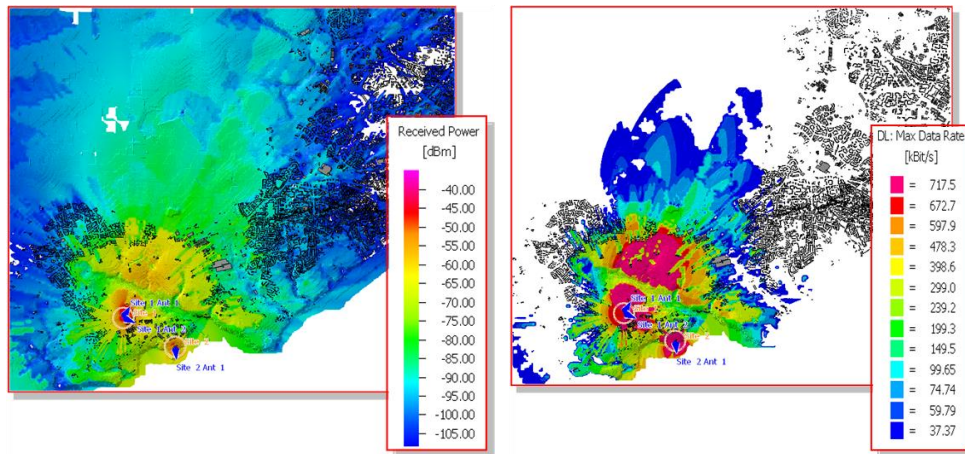 Received Power
[dBm]
-40.00
-45.00
-50.00
-55.00
-60.00
-65.00
-70.00
-75.00
-80.00
-85.00
-90.00
-95.00
-100.00
-105.00
Site 1 Ant 1
Site 1 Ant 2
Site 2 Ant 1
DL: Max Data Rate
[kBit/s]
= 717.5
= 672.7
= 597.9
= 478.3
= 398.6
= 299.0
= 239.2
= 199.3
= 149.5
= 99.65
= 74.74
= 59.79
= 37.37
Site 1 Ant 1
Site 1 Ant 2
Site 2 Ant 1